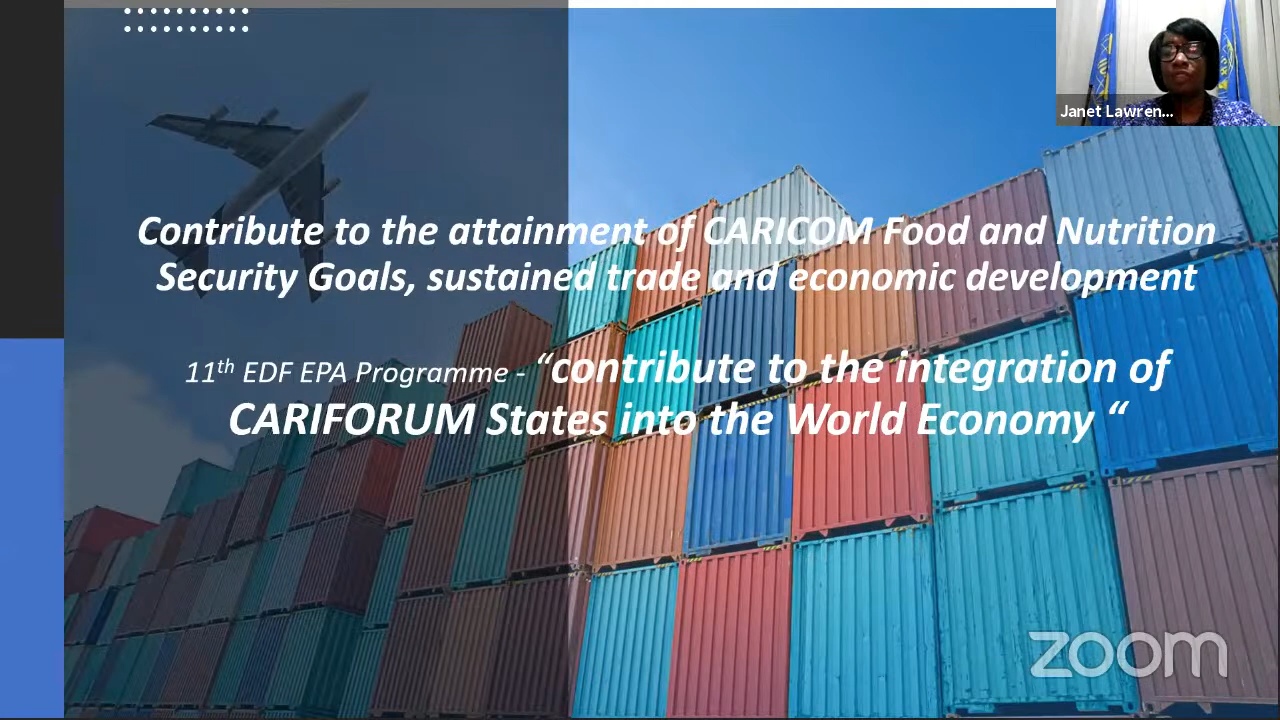 Janet Lawren...
Contribute to the attainment of CARICOM Food and Nutrition
Security Goals, sustained trade and economic development
11th EDF EPA Programme - “contribute to the integration of
CARIFORUM States into the World Economy “
zoom